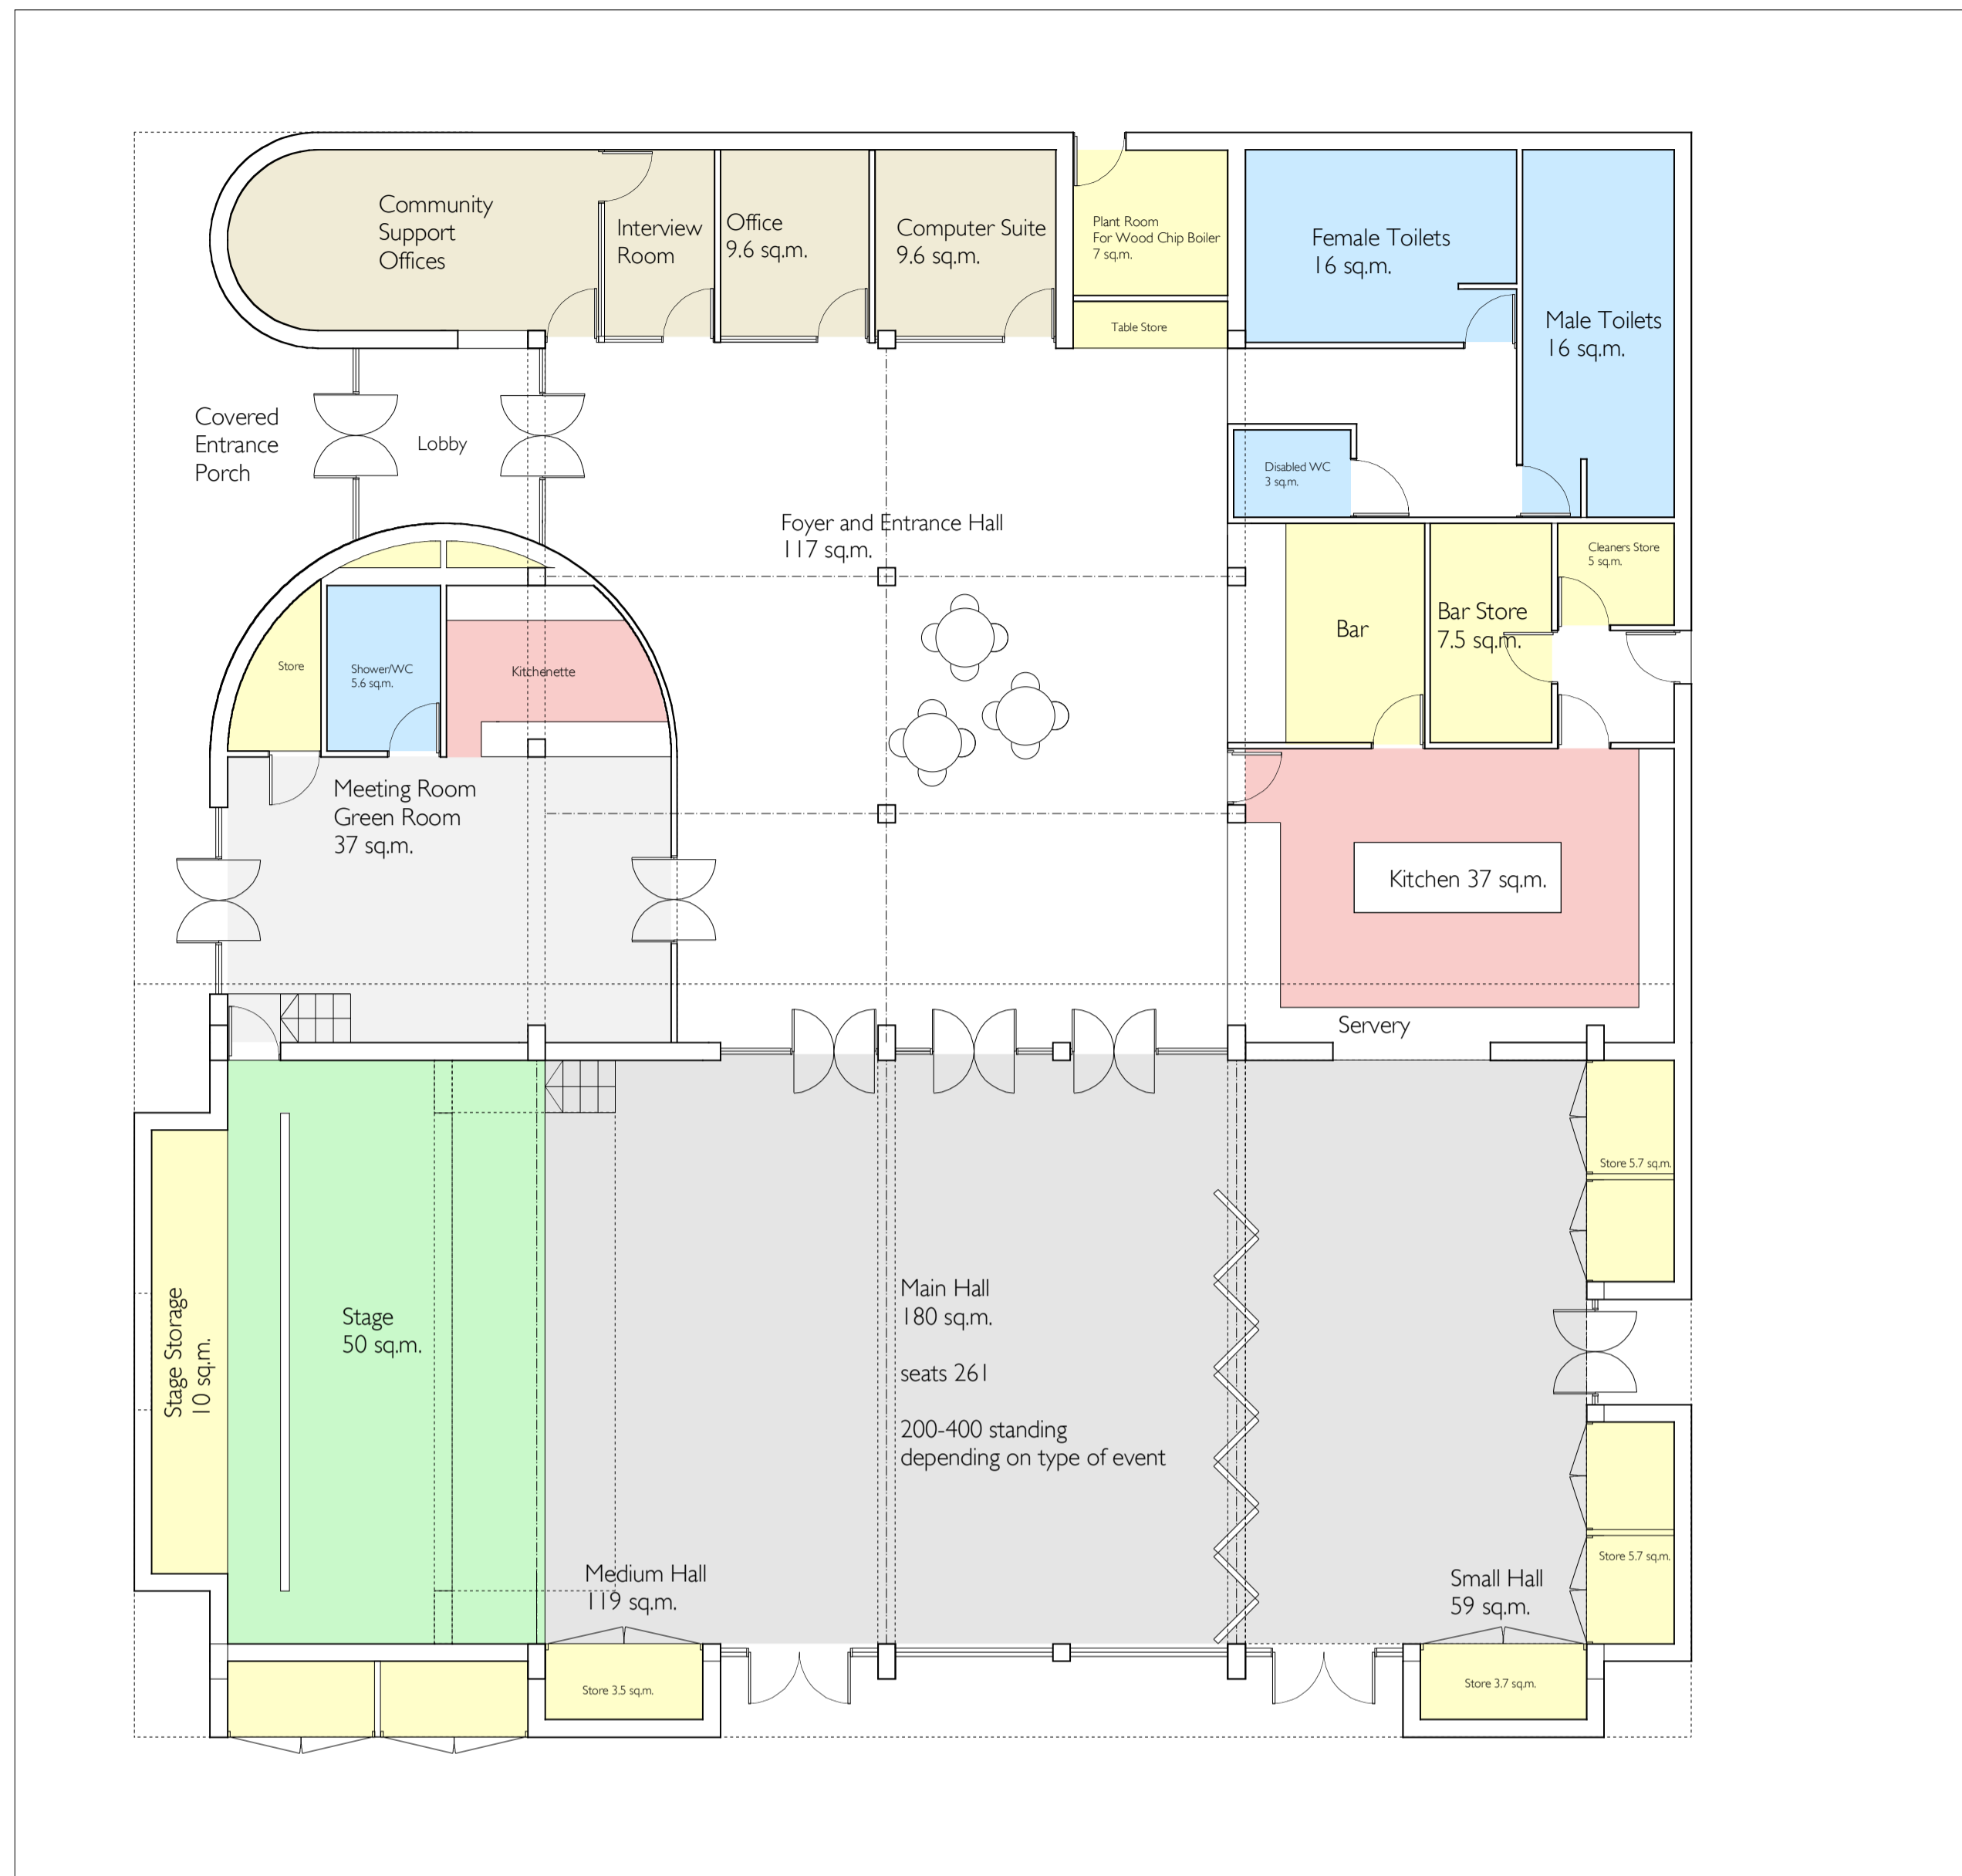 Community
Support
Offices
Interview
Room
Office
9.6 sq.m.
Computer Suite
9.6 sq.m.
Plant Room
For Wood Chip Boiler
7 sq.m.
Table Store
Female Toilets
16 sq.m.
Male Toilets
16 sq.m.
Covered
Entrance
Porch
Lobby
Disabled WC
3 sq.m.
Foyer and Entrance Hall
117 sq.m.
Cleaners Store
5 sq.m.
Bar
Bar Store
7.5 sq.m.
Store
Shower/WC
5.6 sq.m.
Kitchenette
Meeting Room
Green Room
37 sq.m.
Kitchen 37 sq.m.
Servery
Store 5.7 sq.m.
Stage Storage
10 sq.m.
Stage
50 sq.m.
Main Hall
180 sq.m.
seats 261
200-400 standing
depending on type of event
Medium Hall
119 sq.m.
Small Hall
59 sq.m.
Store 5.7 sq.m.
Store 3.5 sq.m.
Store 3.7 sq.m.